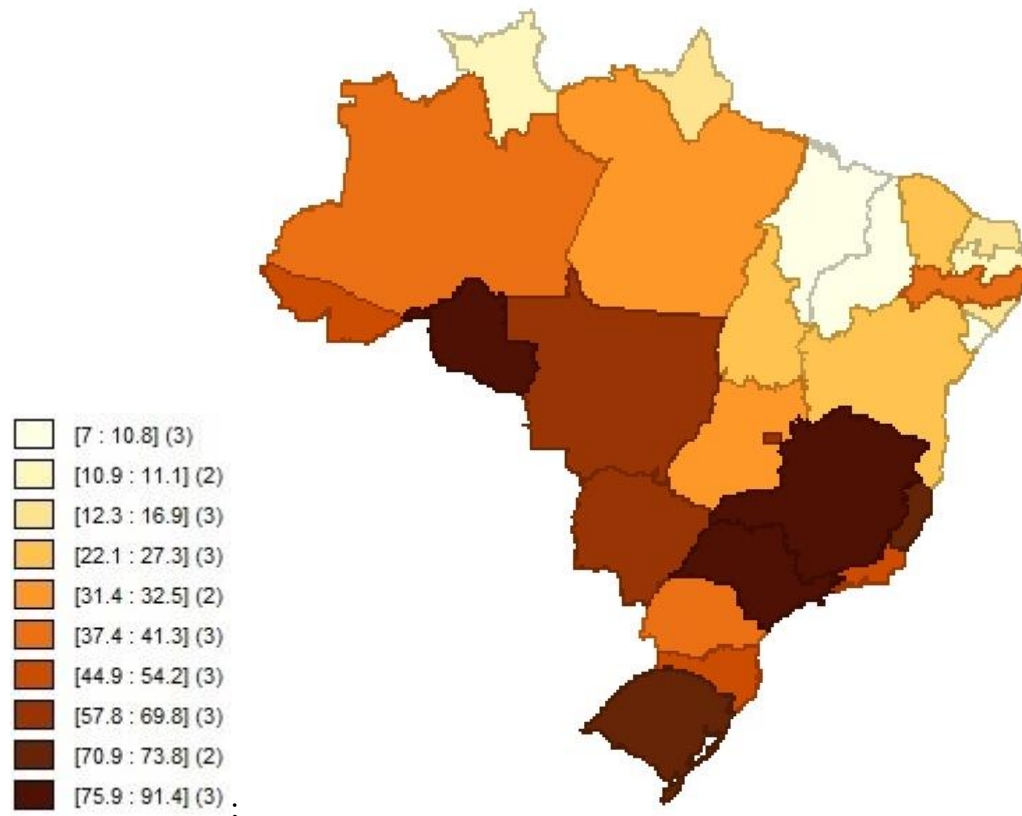 [7 : 10.8] (3)
[10.9 : 11.1] (2)
[12.3 : 16.9] (3)
[22.1 : 27.3] (3)
[31.4 : 32.5] (2)
[37.4 : 41.3] (3)
[44.9 : 54.2] (3)
[57.8 : 69.8] (3)
[70.9 : 73.8] (2)
[75.9 : 91.4] (3) :